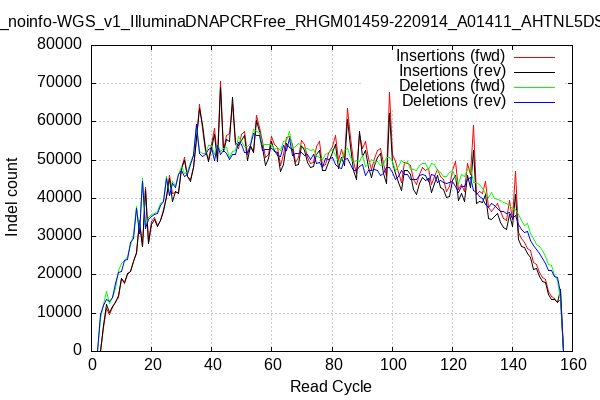 _noinfo-WGS_v1_IlluminaDNAPCRFree_RHGM01459-220914_A01411_AHTNL5DS
Insertions (fwd)
Insertions (rev)
Deletions (fwd)
Deletions (rev)
Indel count
80000
70000
60000
50000
40000
30000
20000
10000
0
0 20 40 60 80 100 120 140 160
Read Cycle